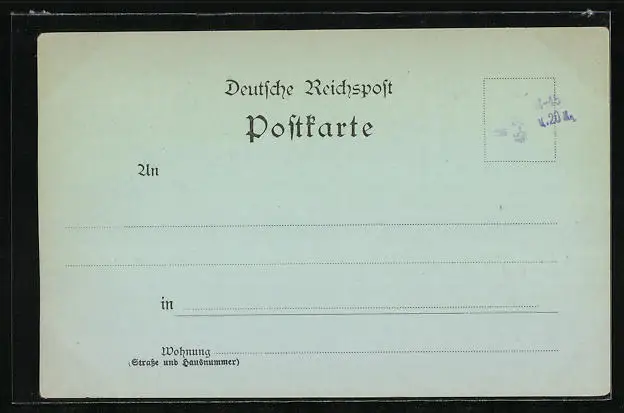 Deutsche Reichspost
Postkarte
An
in
Wohnung
(Straße und Hausnummer)